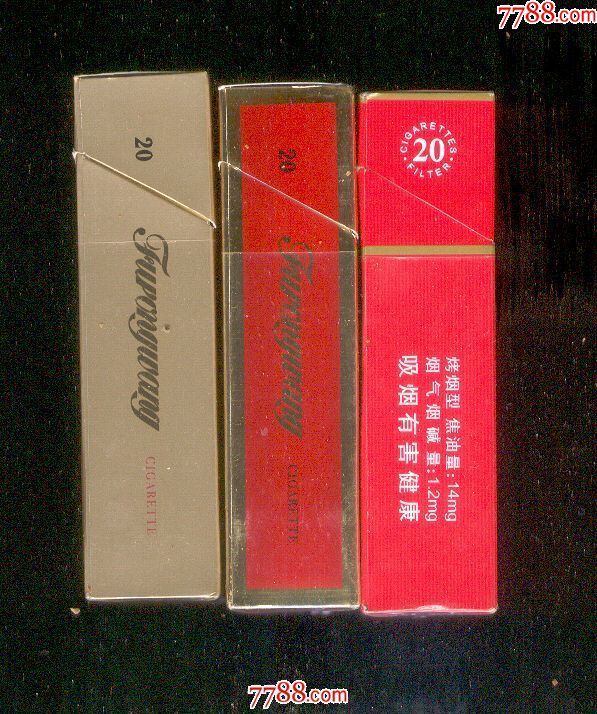 7788.com
20
Furongwang
CIGARETTE
20
Furongwang
CIGARETTE
CIGARETTES
20
FILTER
烤烟型 焦油量:14mg
烟气烟碱量:1.2mg
吸烟有害健康
7788.com